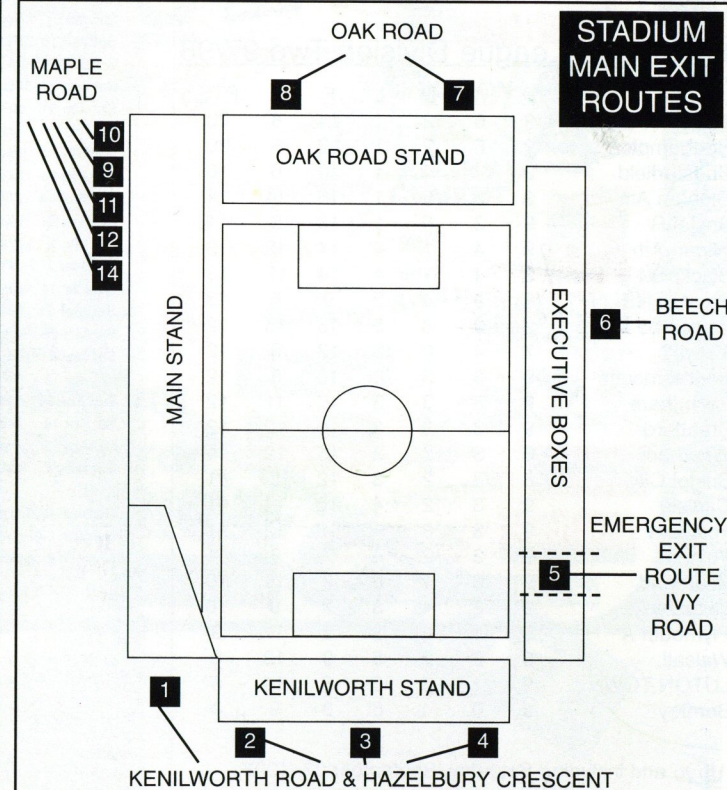 OAK ROAD
STADIUM
MAIN EXIT
ROUTES
MAPLE
ROAD
8
7
10
9
11
12
14
OAK ROAD STAND
MAIN STAND
EXECUTIVE BOXES
6
BEECH
ROAD
EMERGENCY
EXIT
ROUTE
IVY
ROAD
5
1
KENILWORTH STAND
2
3
4
KENILWORTH ROAD & HAZELBURY CRESCENT